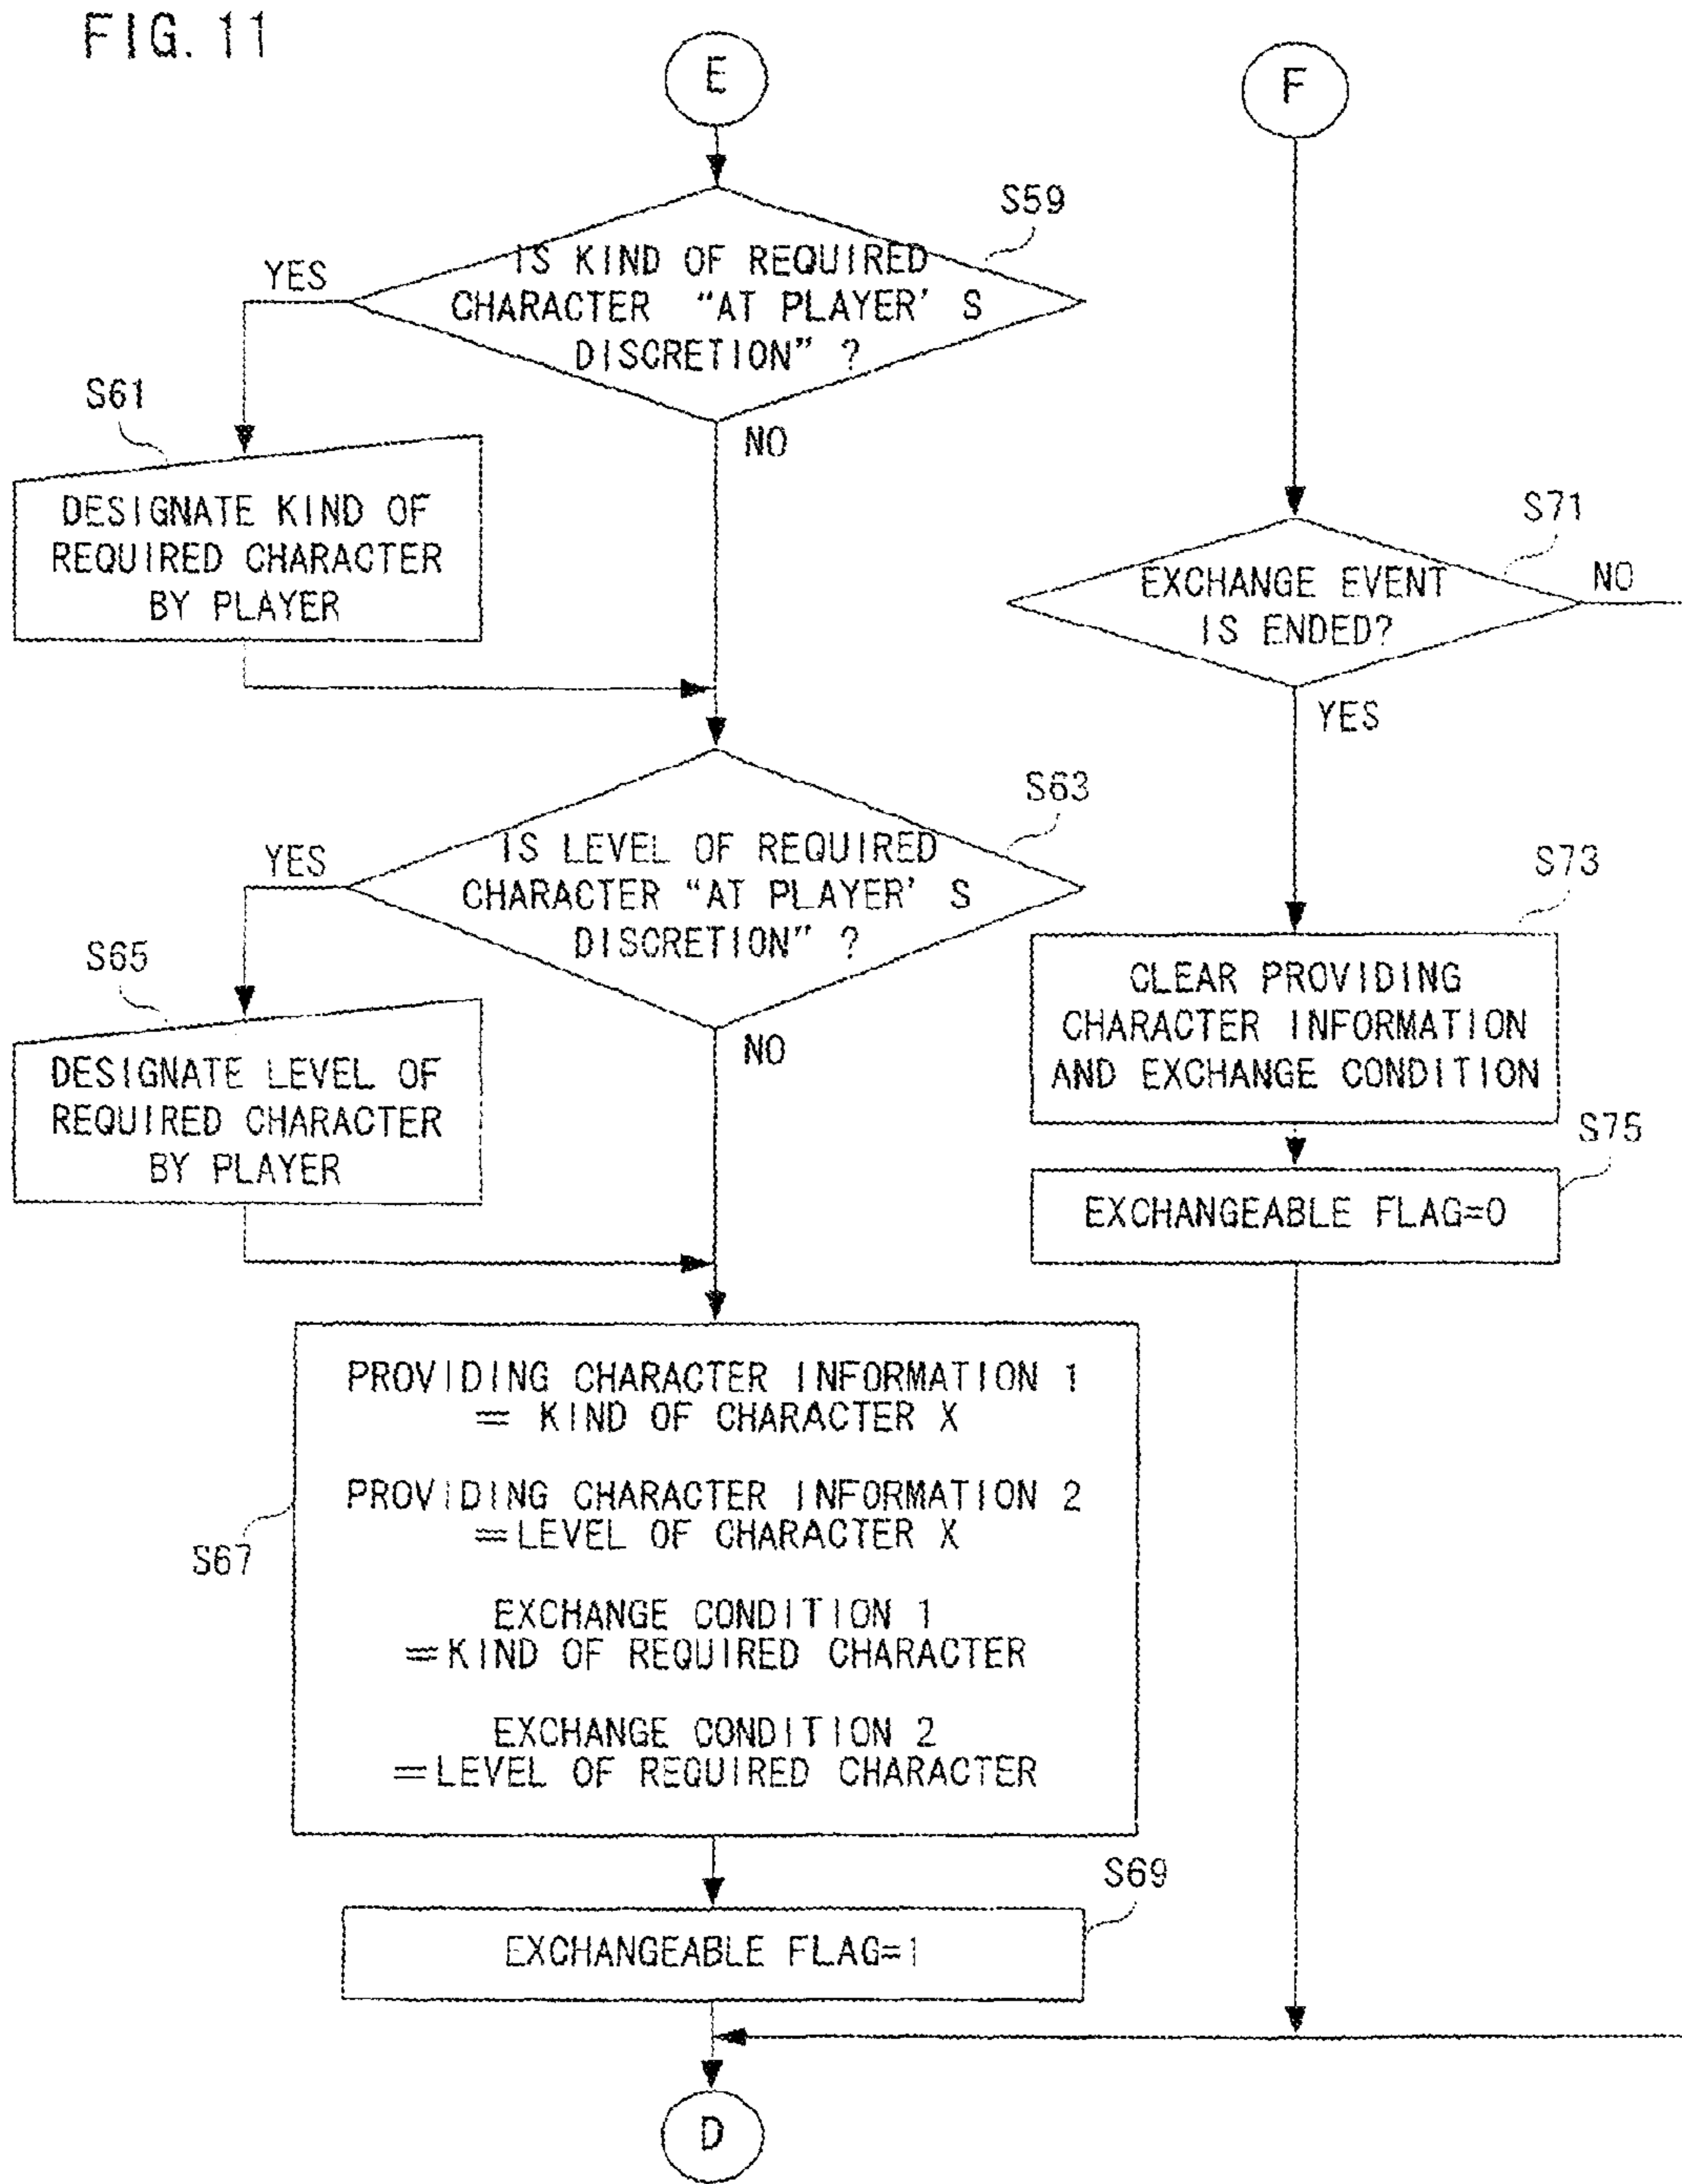 FIG. 11
E
F
S59
IS KIND OF REQUIRED
CHARACTER "AT PLAYER' S
DISCRETION" ?
YES
NO
S61
DESIGNATE KIND OF
REQUIRED CHARACTER
BY PLAYER
S71
EXCHANGE EVENT
IS ENDED?
NO
YES
S63
IS LEVEL OF REQUIRED
CHARACTER "AT PLAYER' S
DISCRETION" ?
YES
NO
S65
DESIGNATE LEVEL OF
REQUIRED CHARACTER
BY PLAYER
S73
CLEAR PROVIDING
CHARACTER INFORMATION
AND EXCHANGE CONDITION
S75
EXCHANGEABLE FLAG=0
S67
PROVIDING CHARACTER INFORMATION 1
= KIND OF CHARACTER X
PROVIDING CHARACTER INFORMATION 2
=LEVEL OF CHARACTER X
EXCHANGE CONDITION 1
=KIND OF REQUIRED CHARACTER
EXCHANGE CONDITION 2
=LEVEL OF REQUIRED CHARACTER
S69
EXCHANGEABLE FLAG=1
D